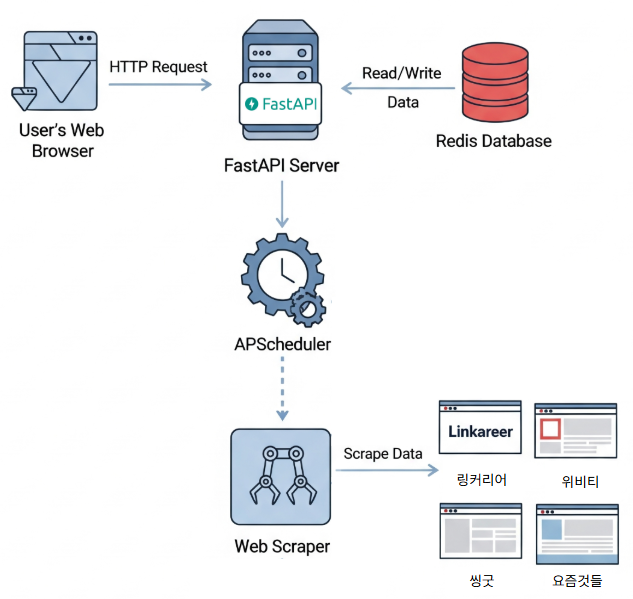 HTTP Request
FastAPI
Read/Write
Data
User's Web
Browser
FastAPI Server
Redis Database
APScheduler
Web Scraper
Scrape Data
Linkareer
링커리어
위비티
씽굿
요즘것들